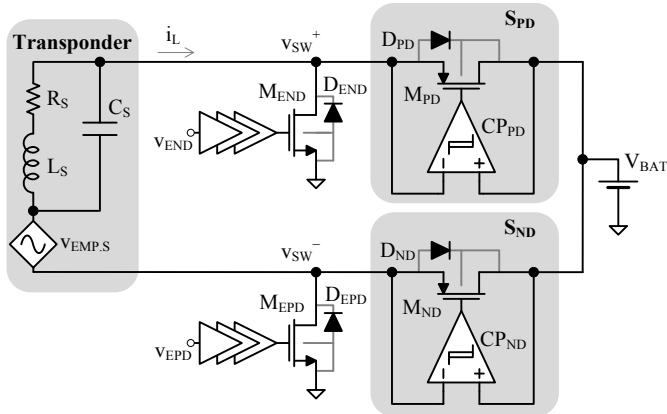 Transponder
i_L
v_SW^+
S_PD
D_PD
R_S
C_S
M_END
D_END
M_PD
CP_PD
v_END
L_S
V_BAT
v_EMP.S
v_SW^−
S_ND
D_ND
M_EPD
D_EPD
M_ND
CP_ND
v_EPD